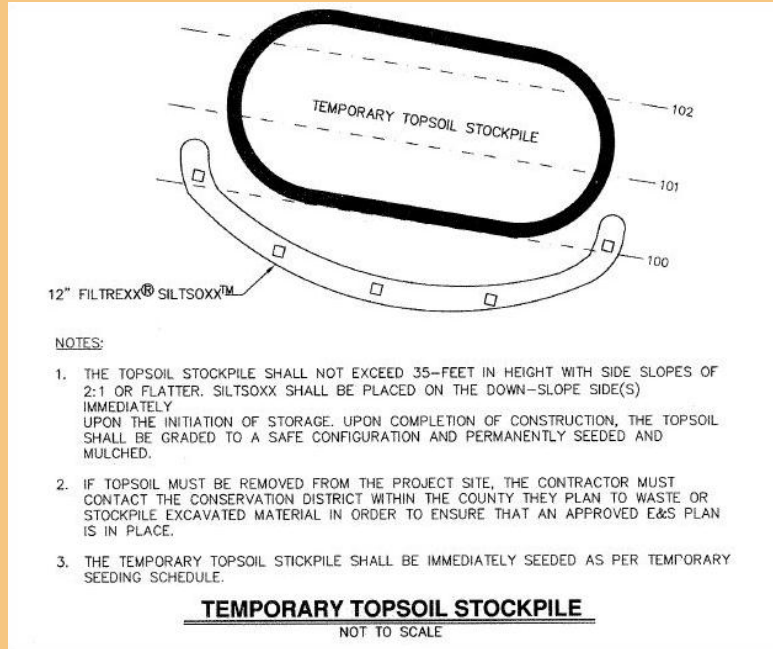 102
TEMPORARY TOPSOIL STOCKPILE
101
100
12" FILTREXX® SILTSOXX™
NOTES:
1. THE TOPSOIL STOCKPILE SHALL NOT EXCEED 35-FEET IN HEIGHT WITH SIDE SLOPES OF
2:1 OR FLATTER. SILTSOXX SHALL BE PLACED ON THE DOWN-SLOPE SIDE(S)
IMMEDIATELY
UPON THE INITIATION OF STORAGE. UPON COMPLETION OF CONSTRUCTION, THE TOPSOIL
SHALL BE GRADED TO A SAFE CONFIGURATION AND PERMANENTLY SEEDED AND
MULCHED.
2. IF TOPSOIL MUST BE REMOVED FROM THE PROJECT SITE, THE CONTRACTOR MUST
CONTACT THE CONSERVATION DISTRICT WITHIN THE COUNTY THEY PLAN TO WASTE OR
STOCKPILE EXCAVATED MATERIAL IN ORDER TO ENSURE THAT AN APPROVED E&S PLAN
IS IN PLACE.
3. THE TEMPORARY TOPSOIL STICKPILE SHALL BE IMMEDIATELY SEEDED AS PER TEMPORARY
SEEDING SCHEDULE.
TEMPORARY TOPSOIL STOCKPILE
NOT TO SCALE